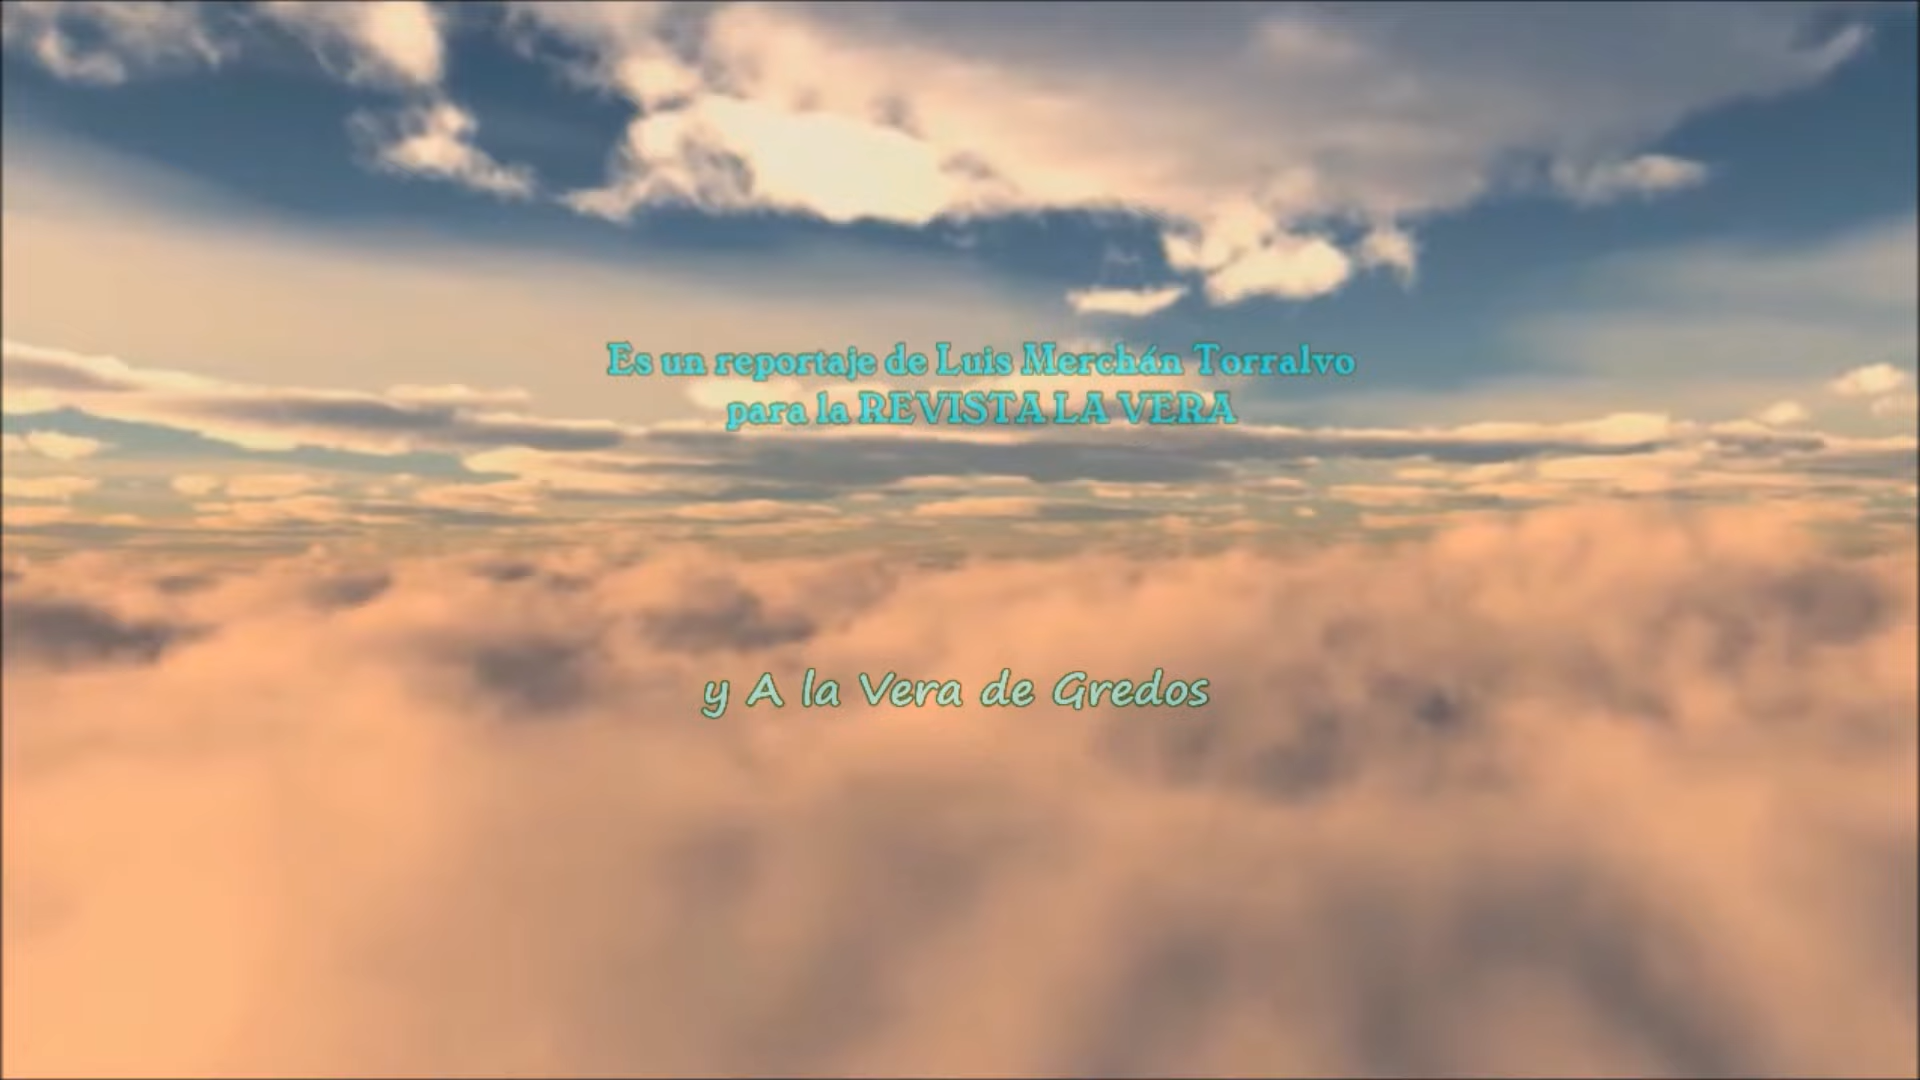 Es un reportaje de Luis Merchán Torralvo
para la REVISTA LA VERA
y A la Vera de Gredos